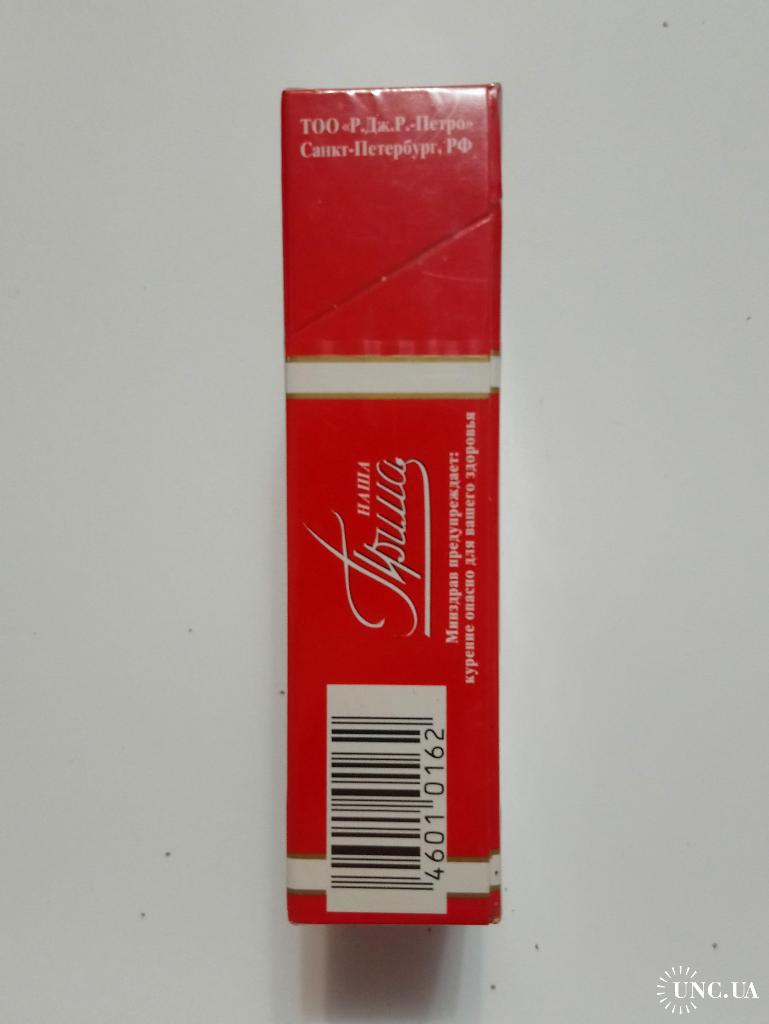 ТОО «Р.Дж.Р.-Петро»
Санкт-Петербург, РФ
НАША
Прима
Минздрав предупреждает:
курение опасно для вашего здоровья
4601 0162
UNC.UA